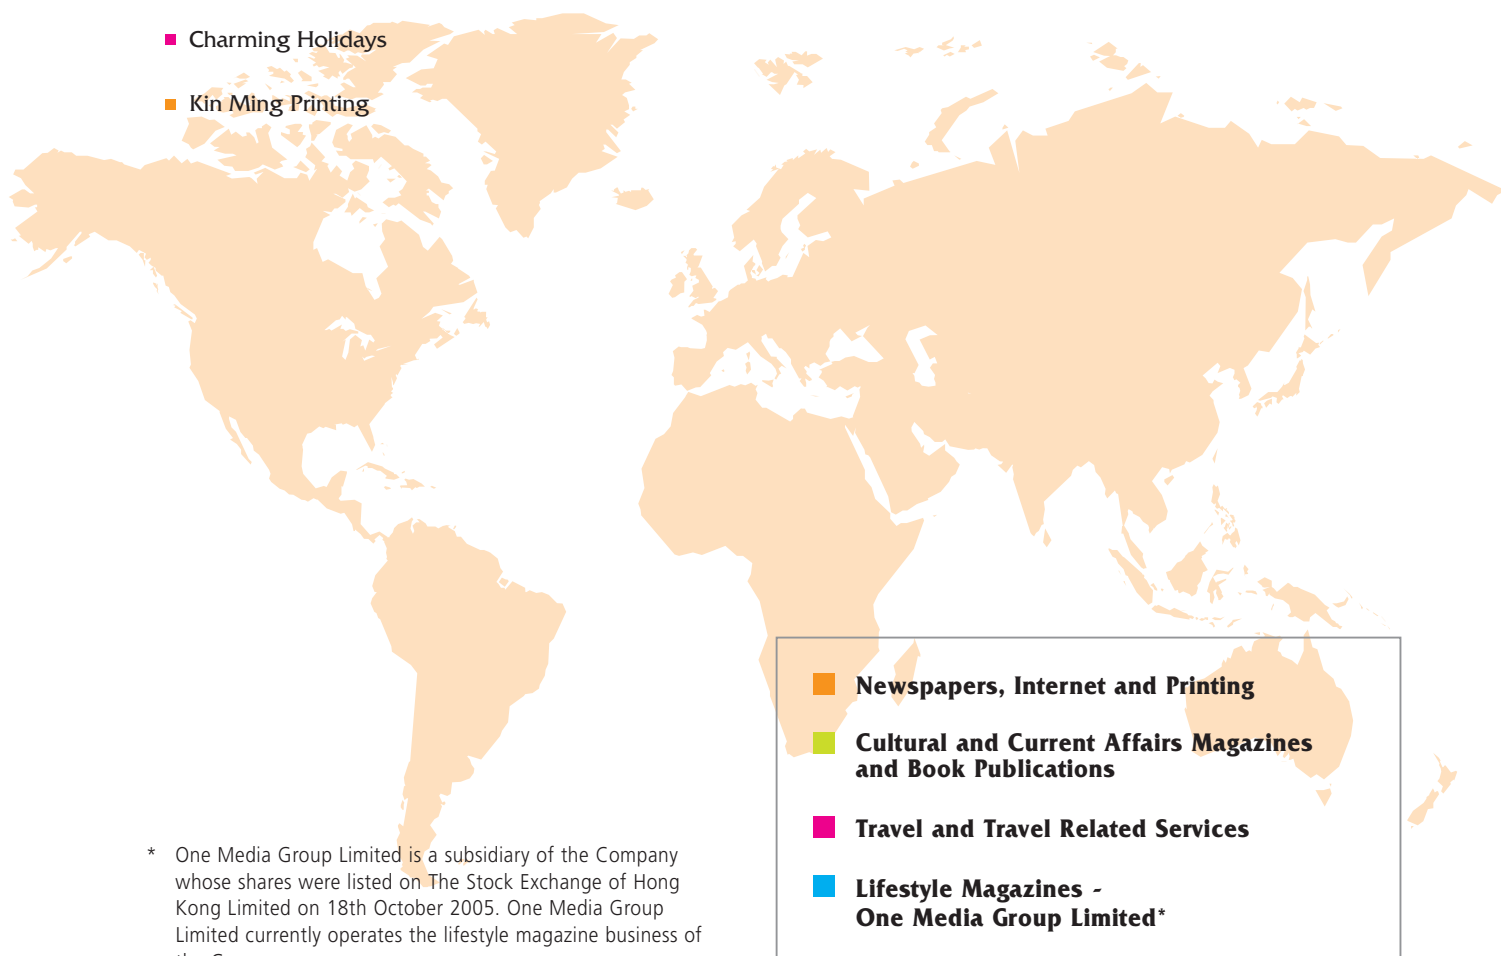 Charming Holidays
Kin Ming Printing
Newspapers, Internet and Printing
Cultural and Current Affairs Magazines
and Book Publications
Travel and Travel Related Services
Lifestyle Magazines -
One Media Group Limited*
* One Media Group Limited is a subsidiary of the Company
whose shares were listed on The Stock Exchange of Hong
Kong Limited on 18th October 2005. One Media Group
Limited currently operates the lifestyle magazine business of